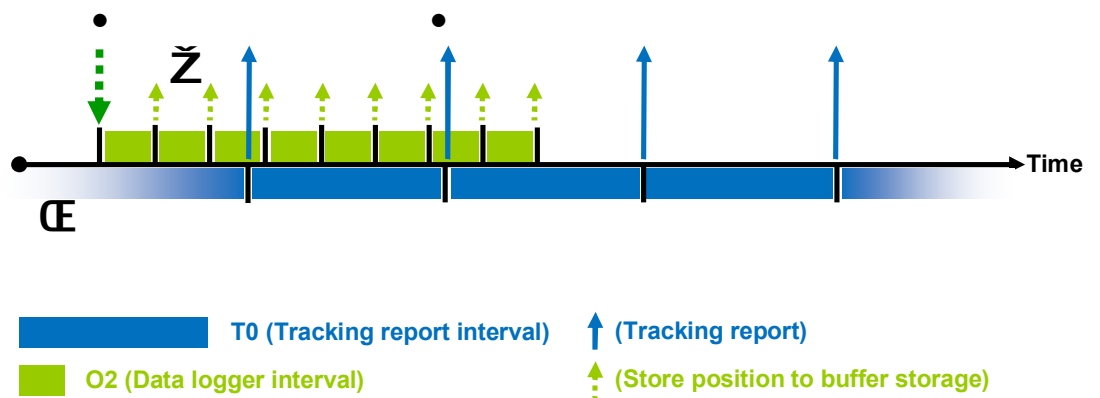 • •
Ž
Time
Œ
T0 (Tracking report interval)
(Tracking report)
O2 (Data logger interval)
(Store position to buffer storage)